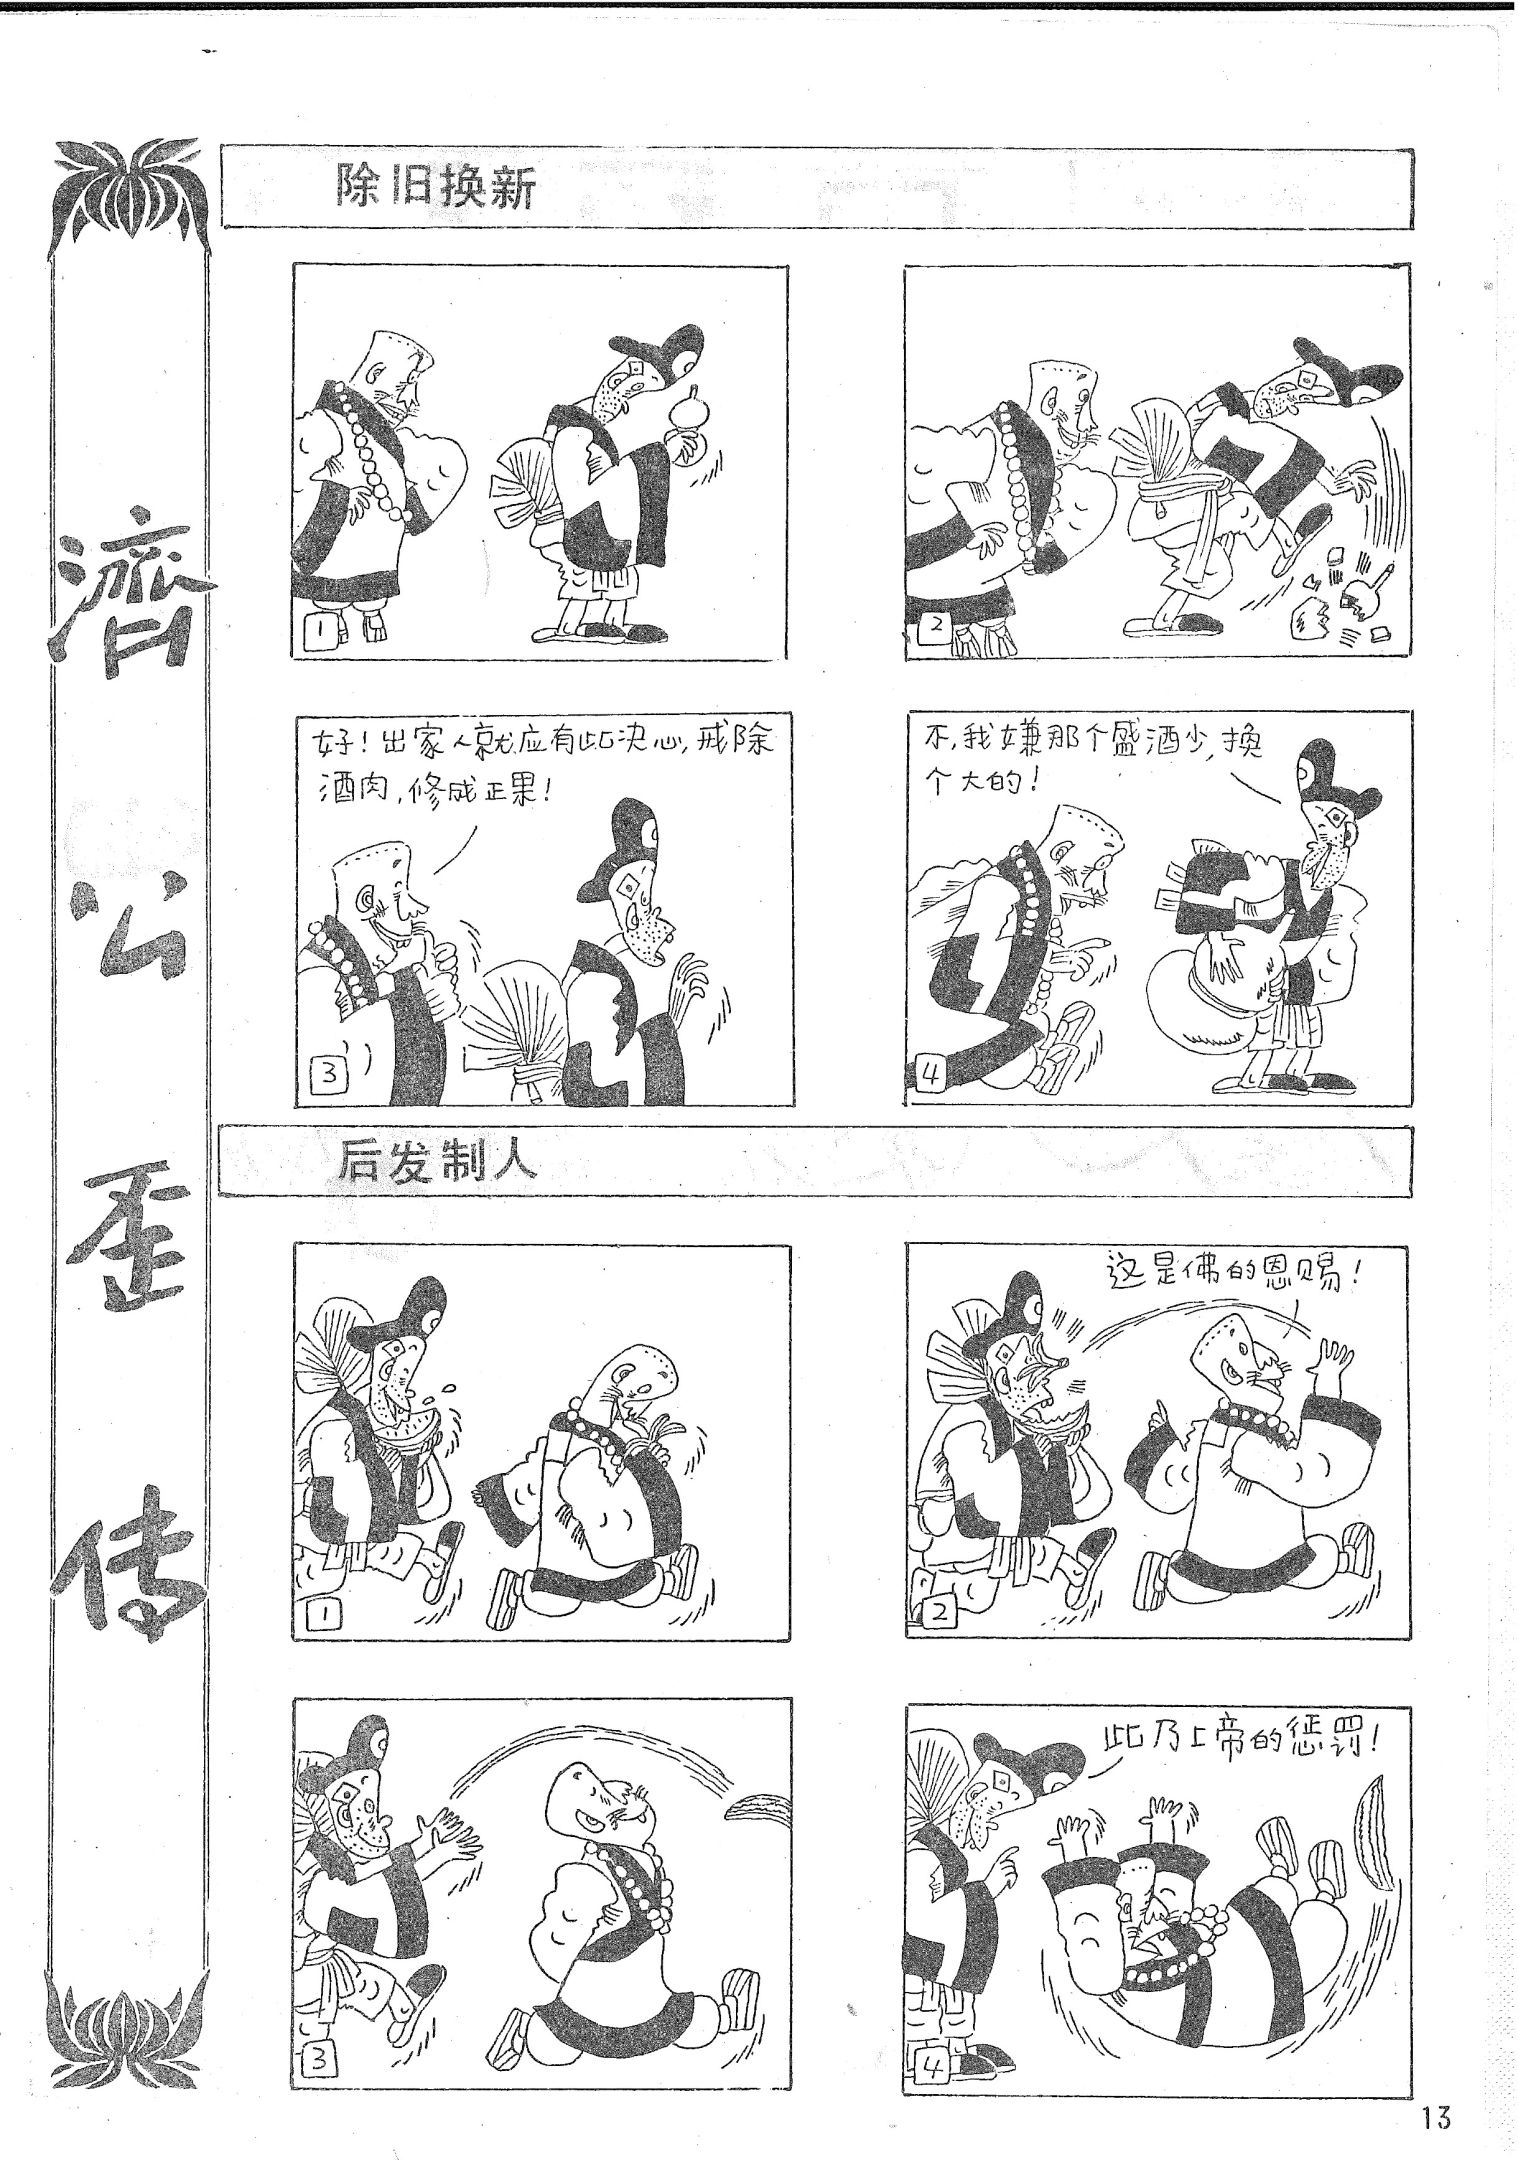 濟公歪传
除旧换新
1
2
好！出家人就应有此决心，戒除
酒肉，修成正果！
3
不，我嫌那个盛酒少，换
个大的！
4
后发制人
1
这是佛的恩赐！
2
3
此乃上帝的惩罚！
4
13